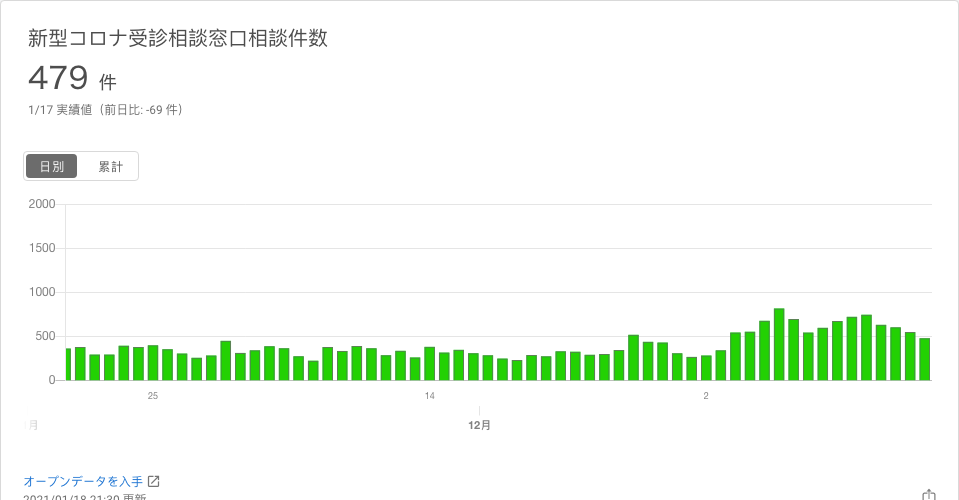 新型コロナ受診相談窓口相談件数
479 件
1/17 実績値（前日比: -69 件）
日別 累計
2000
1500
1000
500
0
25 14 2
月 12月
オープンデータを入手
2021/01/18 21:30 更新